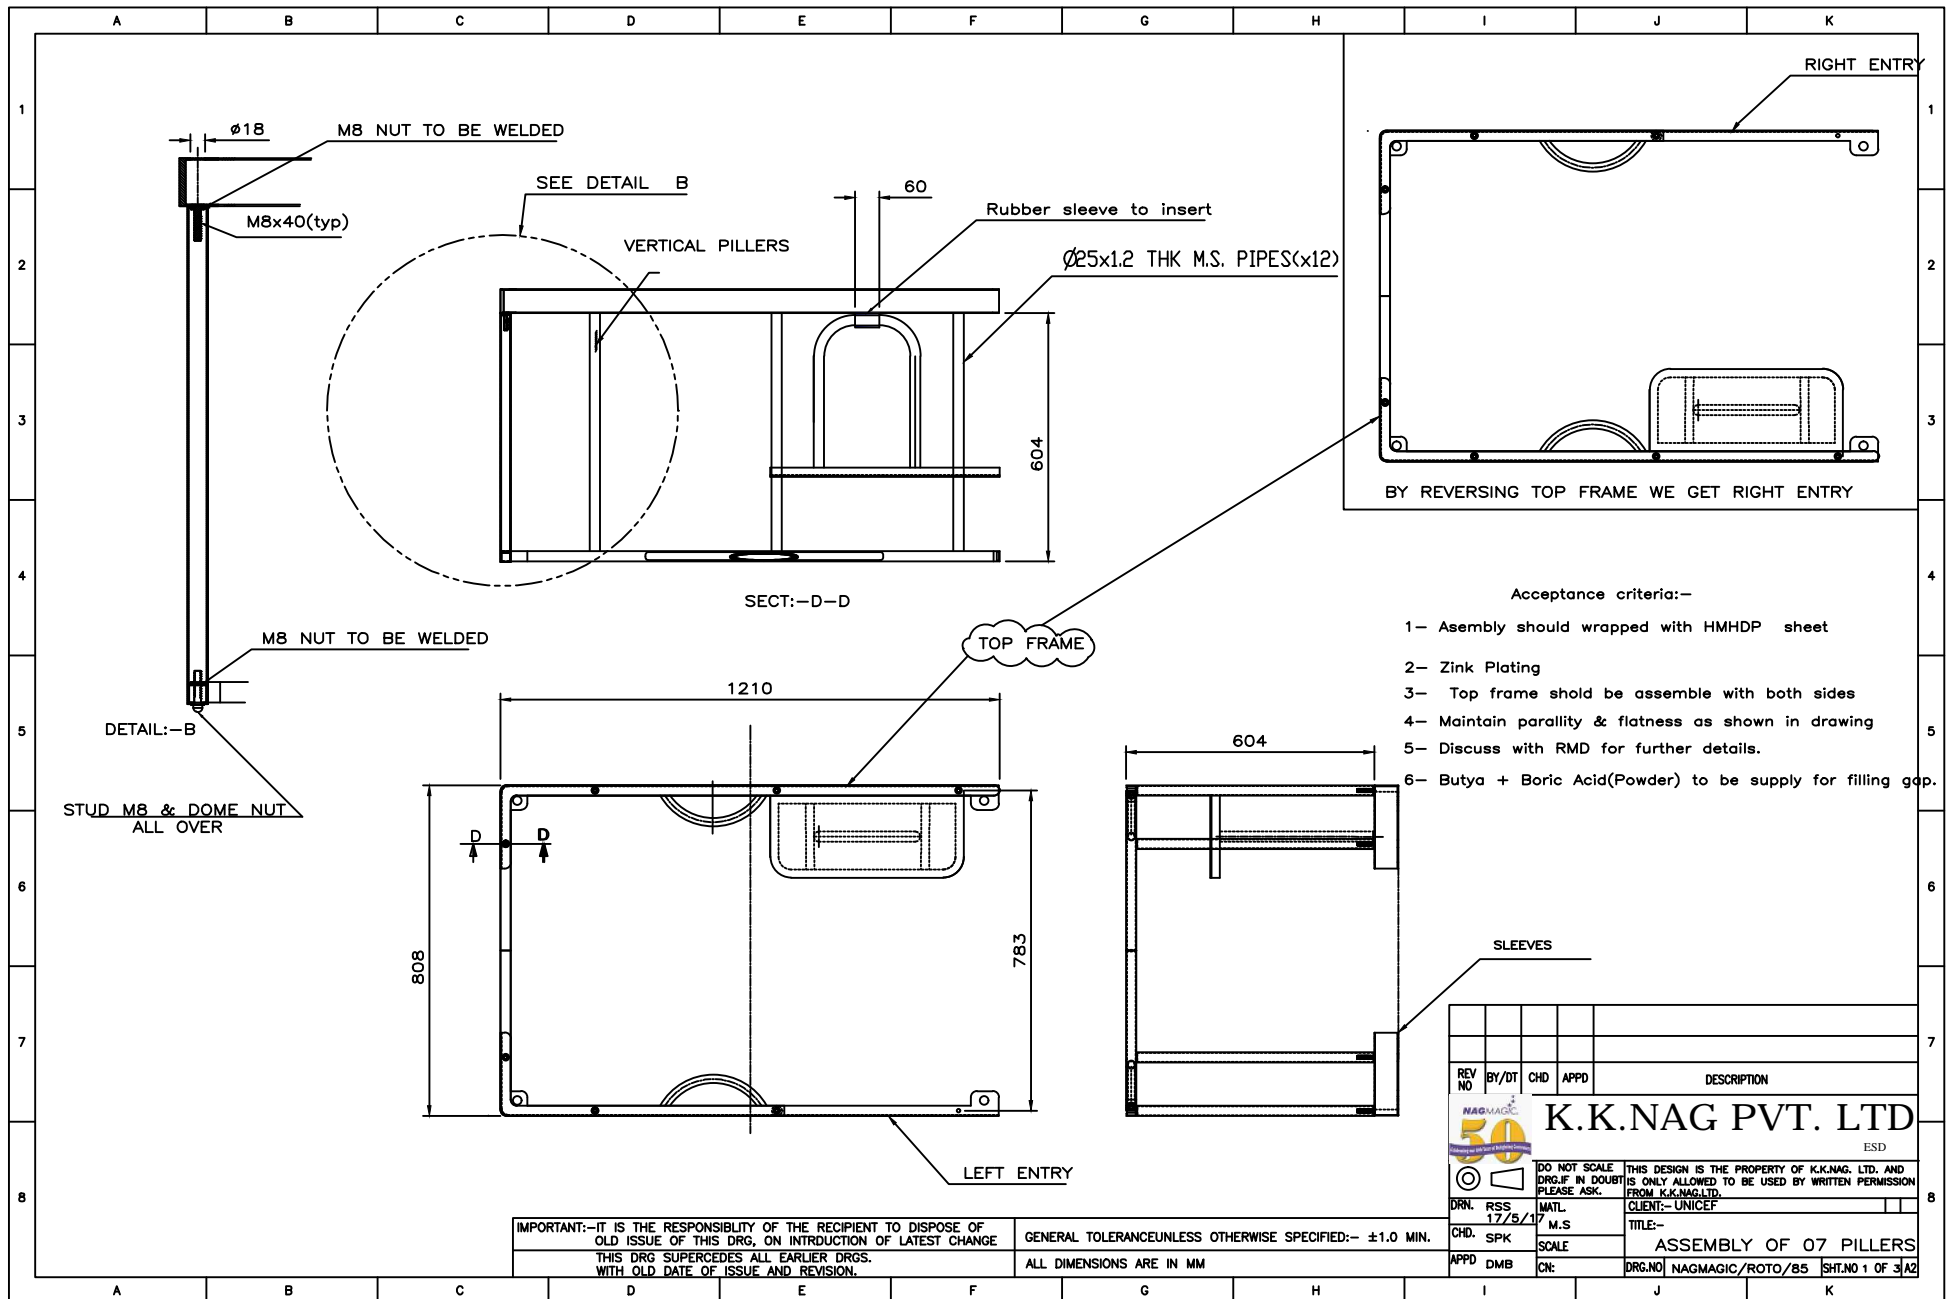 A B C D E F G H I J K
1
2
3
4
5
6
7
8
1
2
3
4
5
6
7
8
RIGHT ENTRY
BY REVERSING TOP FRAME WE GET RIGHT ENTRY
ø18
M8 NUT TO BE WELDED
M8x40(typ)
M8 NUT TO BE WELDED
DETAIL:-B
STUD M8 & DOME NUT
ALL OVER
SEE DETAIL B
VERTICAL PILLERS
60
Rubber sleeve to insert
Ø25x1.2 THK M.S. PIPES(x12)
604
SECT:-D-D
TOP FRAME
1210
808
783
D
D
LEFT ENTRY
604
SLEEVES
Acceptance criteria:-
1- Asembly should wrapped with HMHDP sheet
2- Zink Plating
3- Top frame shold be assemble with both sides
4- Maintain parallity & flatness as shown in drawing
5- Discuss with RMD for further details.
6- Butya + Boric Acid(Powder) to be supply for filling gap.
REV NO BY/DT CHD APPD DESCRIPTION
NAGMAGIC
50
K.K.NAG PVT. LTD
ESD
DO NOT SCALE
DRG.IF IN DOUBT
PLEASE ASK.
THIS DESIGN IS THE PROPERTY OF K.K.NAG. LTD. AND
IS ONLY ALLOWED TO BE USED BY WRITTEN PERMISSION
FROM K.K.NAG.LTD.
DRN. RSS
17/5/17
MATL.
M.S
CLIENT:- UNICEF
CHD. SPK
TITLE:-
SCALE
ASSEMBLY OF 07 PILLERS
APPD DMB
CN:
DRG.NO NAGMAGIC/ROTO/85 SHT.NO 1 OF 3 A2
IMPORTANT:-IT IS THE RESPONSIBLITY OF THE RECIPIENT TO DISPOSE OF
OLD ISSUE OF THIS DRG, ON INTRDUCTION OF LATEST CHANGE
THIS DRG SUPERCEDES ALL EARLIER DRGS.
WITH OLD DATE OF ISSUE AND REVISION.
GENERAL TOLERANCEUNLESS OTHERWISE SPECIFIED:- ±1.0 MIN.
ALL DIMENSIONS ARE IN MM
A B C D E F G H I J K